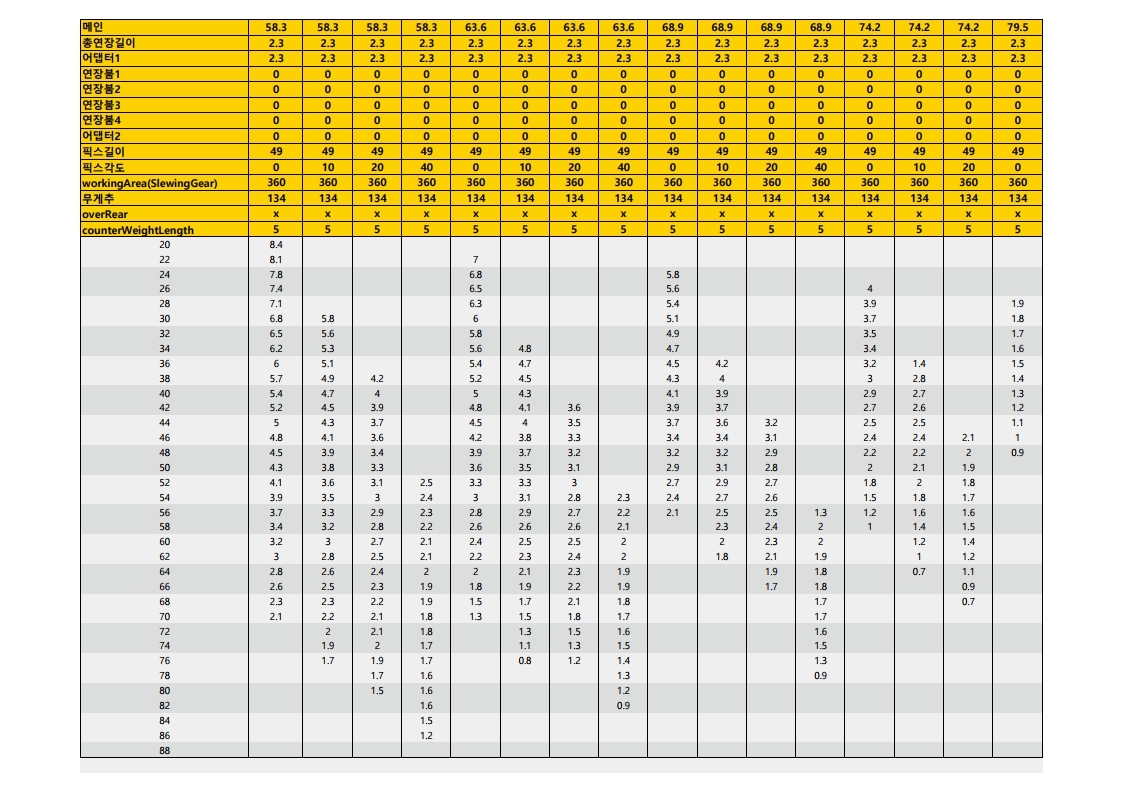 메인 58.3 58.3 58.3 58.3 63.6 63.6 63.6 63.6 68.9 68.9 68.9 68.9 74.2 74.2 74.2 79.5
총연장길이 2.3 2.3 2.3 2.3 2.3 2.3 2.3 2.3 2.3 2.3 2.3 2.3 2.3 2.3 2.3 2.3
어댑터1 2.3 2.3 2.3 2.3 2.3 2.3 2.3 2.3 2.3 2.3 2.3 2.3 2.3 2.3 2.3 2.3
연장붐1 0 0 0 0 0 0 0 0 0 0 0 0 0 0 0 0
연장붐2 0 0 0 0 0 0 0 0 0 0 0 0 0 0 0 0
연장붐3 0 0 0 0 0 0 0 0 0 0 0 0 0 0 0 0
연장붐4 0 0 0 0 0 0 0 0 0 0 0 0 0 0 0 0
어댑터2 0 0 0 0 0 0 0 0 0 0 0 0 0 0 0 0
픽스길이 49 49 49 49 49 49 49 49 49 49 49 49 49 49 49 49
픽스각도 0 10 20 40 0 10 20 40 0 10 20 40 0 10 20 0
workingArea(SlewingGear) 360 360 360 360 360 360 360 360 360 360 360 360 360 360 360 360
무게추 134 134 134 134 134 134 134 134 134 134 134 134 134 134 134 134
overRear x x x x x x x x x x x x x x x x
counterWeightLength 5 5 5 5 5 5 5 5 5 5 5 5 5 5 5 5
20 8.4
22 8.1 7
24 7.8 6.8 5.8
26 7.4 6.5 5.6 4
28 7.1 6.3 5.4 3.9 1.9
30 6.8 5.8 6 5.1 3.7 1.8
32 6.5 5.6 5.8 4.9 3.5 1.7
34 6.2 5.3 5.6 4.8 4.7 3.4 1.6
36 6 5.1 5.4 4.7 4.5 4.2 3.2 1.4 1.5
38 5.7 4.9 4.2 5.2 4.5 4.3 4 3 2.8 1.4
40 5.4 4.7 4 5 4.3 4.1 3.9 2.9 2.7 1.3
42 5.2 4.5 3.9 4.8 4.1 3.6 3.9 3.7 2.7 2.6 1.2
44 5 4.3 3.7 4.5 4 3.5 3.7 3.6 3.2 2.5 2.5 1.1
46 4.8 4.1 3.6 4.2 3.8 3.3 3.4 3.4 3.1 2.4 2.4 2.1 1
48 4.5 3.9 3.4 3.9 3.7 3.2 3.2 3.2 2.9 2.2 2.2 2 0.9
50 4.3 3.8 3.3 3.6 3.5 3.1 2.9 3.1 2.8 2 2.1 1.9
52 4.1 3.6 3.1 2.5 3.3 3.3 3 2.7 2.9 2.7 1.8 2 1.8
54 3.9 3.5 3 2.4 3 3.1 2.8 2.3 2.4 2.7 2.6 1.5 1.8 1.7
56 3.7 3.3 2.9 2.3 2.8 2.9 2.7 2.2 2.1 2.5 2.5 1.3 1.2 1.6 1.6
58 3.4 3.2 2.8 2.2 2.6 2.6 2.6 2.1 2.3 2.4 2 1 1.4 1.5
60 3.2 3 2.7 2.1 2.4 2.5 2.5 2 2 2.3 2 1.2 1.4
62 3 2.8 2.5 2.1 2.2 2.3 2.4 2 1.8 2.1 1.9 1 1.2
64 2.8 2.6 2.4 2 2 2.1 2.3 1.9 1.9 1.8 0.7 1.1
66 2.6 2.5 2.3 1.9 1.8 1.9 2.2 1.9 1.7 1.8 0.9
68 2.3 2.3 2.2 1.9 1.5 1.7 2.1 1.8 1.7 0.7
70 2.1 2.2 2.1 1.8 1.3 1.5 1.8 1.7 1.7
72 2 2.1 1.8 1.3 1.5 1.6 1.6
74 1.9 2 1.7 1.1 1.3 1.5 1.5
76 1.7 1.9 1.7 0.8 1.2 1.4 1.3
78 1.7 1.6 1.3 0.9
80 1.5 1.6 1.2
82 1.6 0.9
84 1.5
86 1.2
88